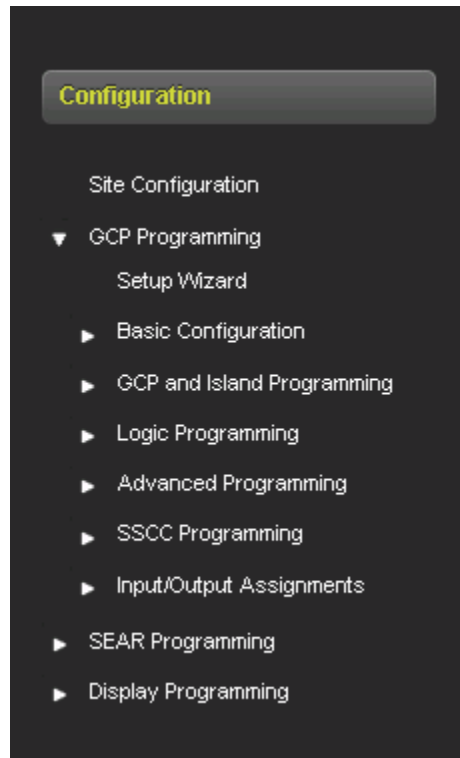 Configuration
Site Configuration
GCP Programming
Setup Wizard
Basic Configuration
GCP and Island Programming
Logic Programming
Advanced Programming
SSCC Programming
Input/Output Assignments
SEAR Programming
Display Programming